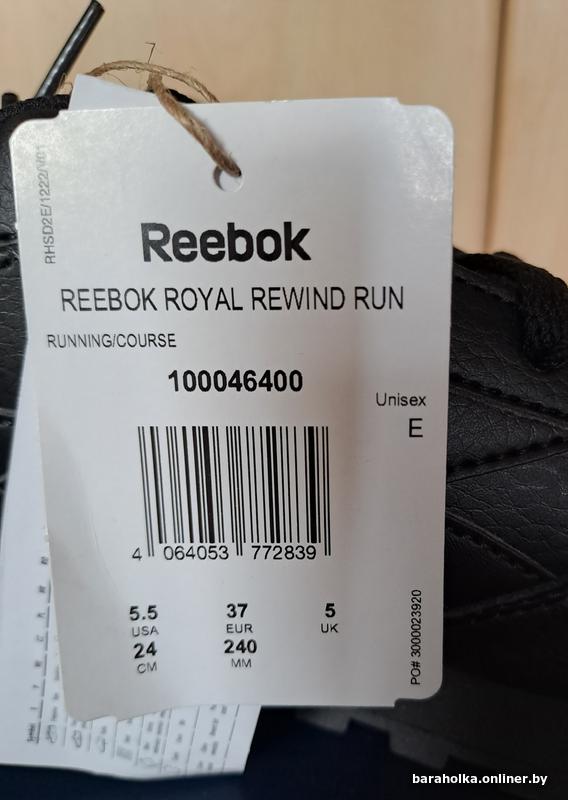 RHSD2E/1222/V01
Reebok
REEBOK ROYAL REWIND RUN
RUNNING/COURSE
100046400
Unisex
E
4 064053 772839
5.5 37 5
USA EUR UK
24 240
CM MM
PO# 3000023920
baraholka.onliner.by